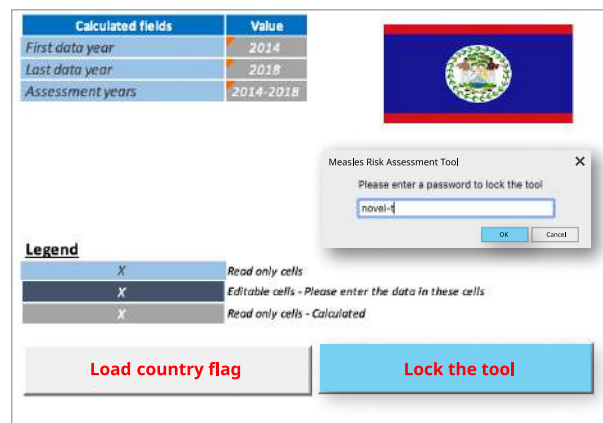 Calculated fields Value
First data year 2014
Last data year 2018
Assessment years 2014-2018
Measles Risk Assessment Tool
Please enter a password to lock the tool
novel-t
OK Cancel
Legend
X Read only cells
X Editable cells - Please enter the data in these cells
X Read only cells - Calculated
Load country flag Lock the tool